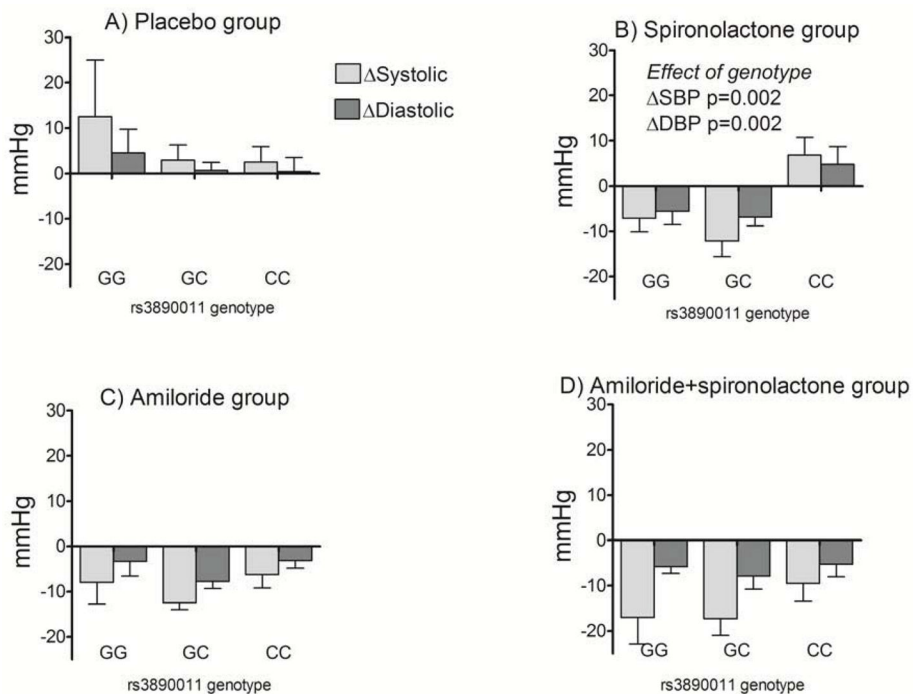 A) Placebo group
30
20
10
0
-10
-20
mmHg
GG GC CC
rs3890011 genotype
ΔSystolic
ΔDiastolic
B) Spironolactone group
30
20
10
0
-10
-20
mmHg
Effect of genotype
ΔSBP p=0.002
ΔDBP p=0.002
GG GC CC
rs3890011 genotype
C) Amiloride group
30
20
10
0
-10
-20
mmHg
GG GC CC
rs3890011 genotype
D) Amiloride+spironolactone group
30
20
10
0
-10
-20
mmHg
GG GC CC
rs3890011 genotype